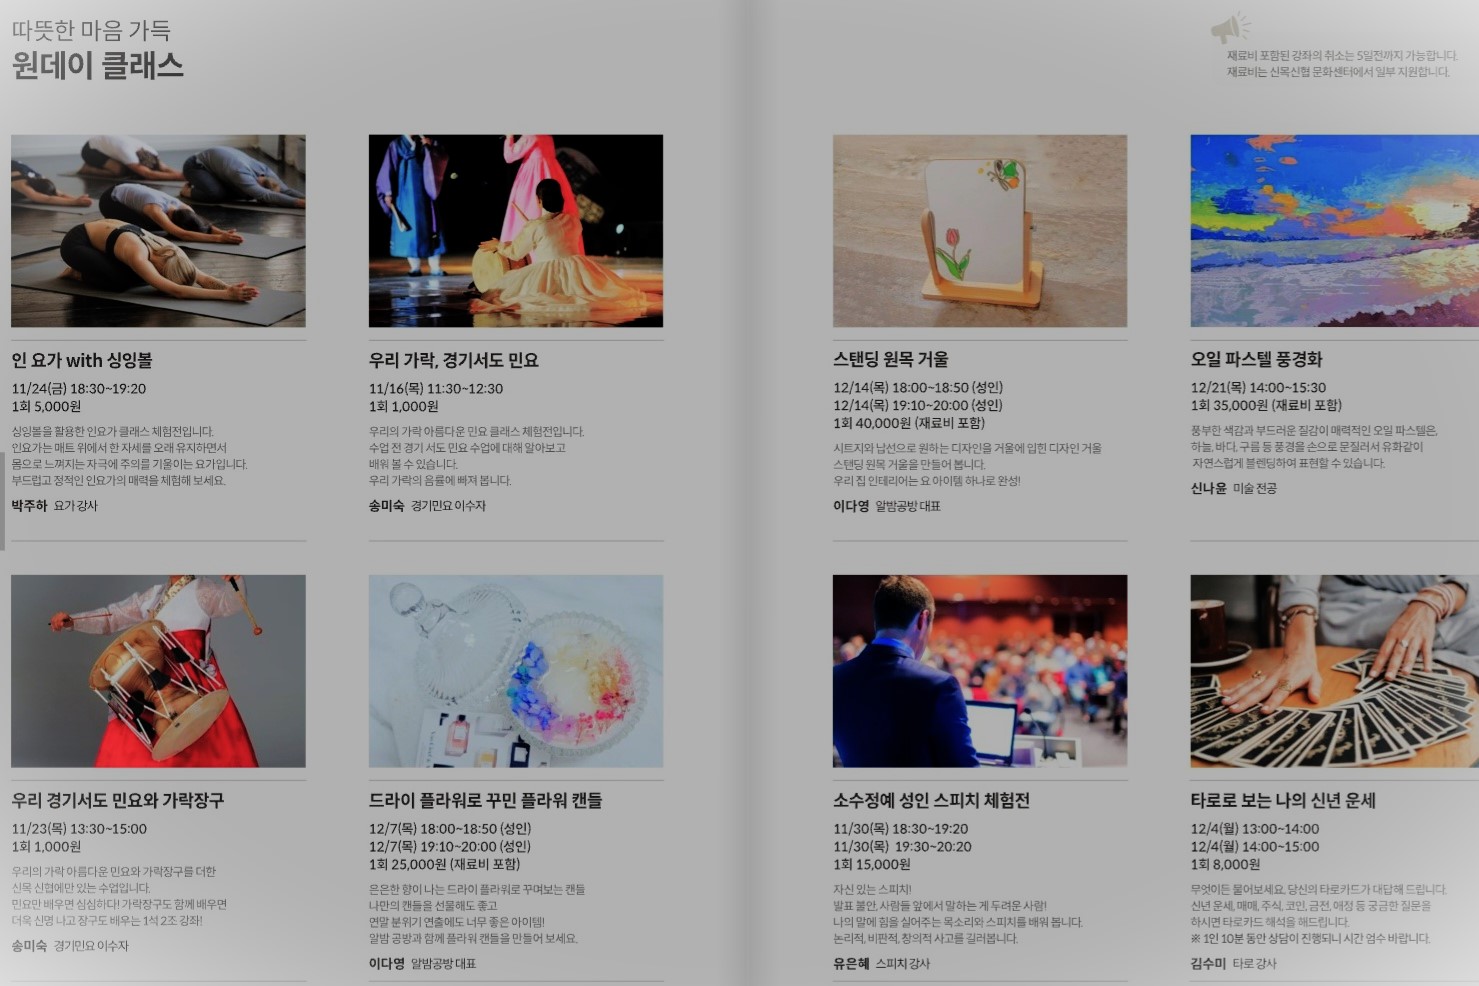 따뜻한 마음 가득
원데이 클래스
재료비 포함된 강좌의 취소는 5일전까지 가능합니다.
재료비는 신목신협 문화센터에서 일부 지원합니다.
인 요가 with 싱잉볼
11/24(금) 18:30~19:20
1회 5,000원
싱잉볼을 활용한 인요가 클래스 체험전입니다.
인요가는 매트 위에서 한 자세를 오래 유지하면서
몸으로 느껴지는 자극에 주의를 기울이는 요가입니다.
부드럽고 정적인 인요가의 매력을 체험해 보세요.
박주하 요가 강사
우리 가락, 경기서도 민요
11/16(목) 11:30~12:30
1회 1,000원
우리의 가락 아름다운 민요 클래스 체험전입니다.
수업 전 경기 서도 민요 수업에 대해 알아보고
배워 볼 수 있습니다.
우리 가락의 음률에 빠져 봅니다.
송미숙 경기민요 이수자
스탠딩 원목 거울
12/14(목) 18:00~18:50 (성인)
12/14(목) 19:10~20:00 (성인)
1회 40,000원 (재료비 포함)
시트지와 납선으로 원하는 디자인을 거울에 입힌 디자인 거울
스탠딩 원목 거울을 만들어 봅니다.
우리 집 인테리어는 요 아이템 하나로 완성!
이다영 알밤공방 대표
오일 파스텔 풍경화
12/21(목) 14:00~15:30
1회 35,000원 (재료비 포함)
풍부한 색감과 부드러운 질감이 매력적인 오일 파스텔은,
하늘, 바다, 구름 등 풍경을 손으로 문질러서 유화같이
자연스럽게 블렌딩하여 표현할 수 있습니다.
신나윤 미술 전공
우리 경기서도 민요와 가락장구
11/23(목) 13:30~15:00
1회 1,000원
우리의 가락 아름다운 민요와 가락장구를 더한
신목 신협에만 있는 수업입니다.
민요만 배우면 심심하다! 가락장구도 함께 배우면
더욱 신명 나고 장구도 배우는 1석 2조 강좌!
송미숙 경기민요 이수자
드라이 플라워로 꾸민 플라워 캔들
12/7(목) 18:00~18:50 (성인)
12/7(목) 19:10~20:00 (성인)
1회 25,000원 (재료비 포함)
은은한 향이 나는 드라이 플라워로 꾸며보는 캔들
나만의 캔들을 선물해도 좋고
연말 분위기 연출에도 너무 좋은 아이템!
알밤 공방과 함께 플라워 캔들을 만들어 보세요.
이다영 알밤공방 대표
소수정예 성인 스피치 체험전
11/30(목) 18:30~19:20
11/30(목) 19:30~20:20
1회 15,000원
자신 있는 스피치!
발표 불안, 사람들 앞에서 말하는 게 두려운 사람!
나의 말에 힘을 실어주는 목소리와 스피치를 배워 봅니다.
논리적, 비판적, 창의적 사고를 길러봅니다.
유은혜 스피치 강사
타로로 보는 나의 신년 운세
12/4(월) 13:00~14:00
12/4(월) 14:00~15:00
1회 8,000원
무엇이든 물어보세요, 당신의 타로카드가 대답해 드립니다.
신년 운세, 매매, 주식, 코인, 금전, 애정 등 궁금한 질문을
하시면 타로카드 해석을 해드립니다.
※ 1인 10분 동안 상담이 진행되니 시간 엄수 바랍니다.
김수미 타로 강사